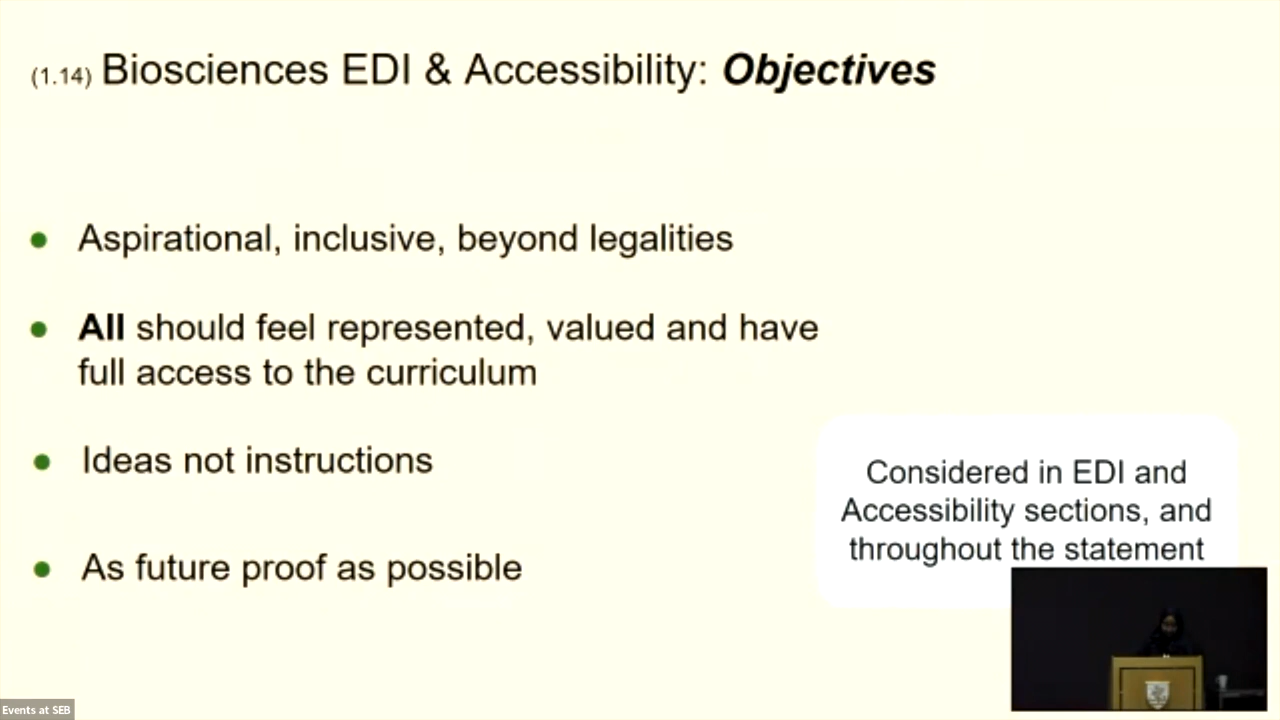 (1.14) Biosciences EDI & Accessibility: Objectives
Aspirational, inclusive, beyond legalities
All should feel represented, valued and have
full access to the curriculum
Ideas not instructions
As future proof as possible
Considered in EDI and
Accessibility sections, and
throughout the statement
Events at SEB